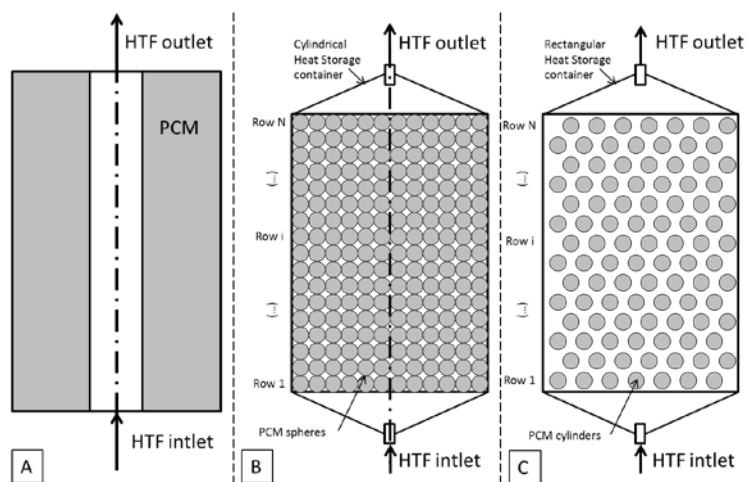 HTF outlet
PCM
HTF intlet
A
Cylindrical
Heat Storage
container
HTF outlet
Row N
(...)
Row i
(...)
Row 1
PCM spheres
HTF intlet
B
Rectangular
Heat Storage
container
HTF outlet
Row N
(...)
Row i
(...)
Row 1
PCM cylinders
HTF intlet
C